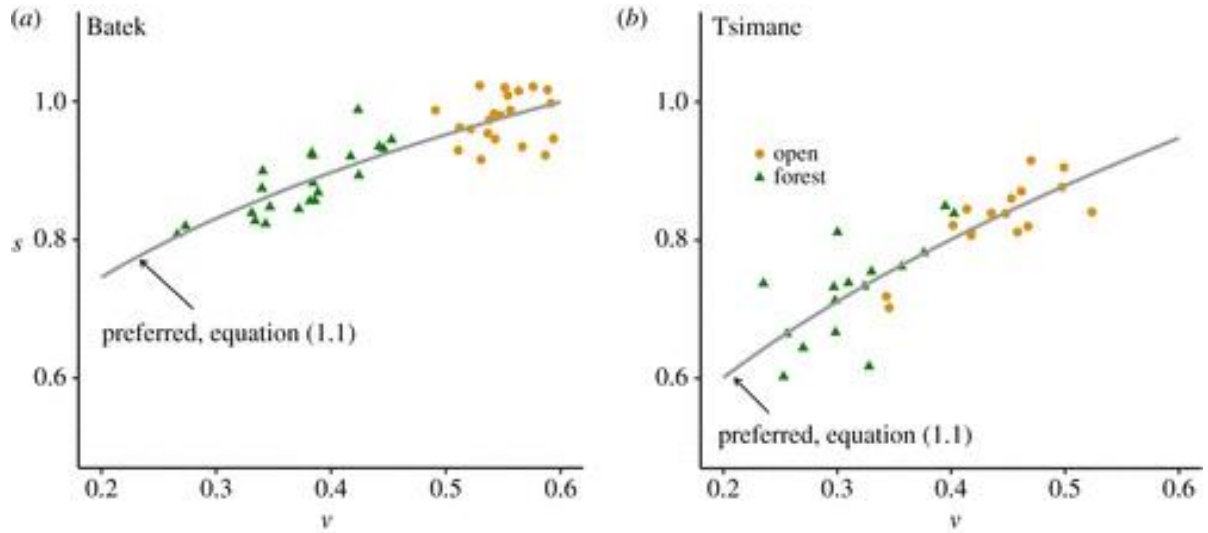 (a) Batek
1.0
0.8
s
0.6
preferred, equation (1.1)
0.2 0.3 0.4 0.5 0.6
v
(b) Tsimane
1.0
open
forest
0.8
0.6
preferred, equation (1.1)
0.2 0.3 0.4 0.5 0.6
v